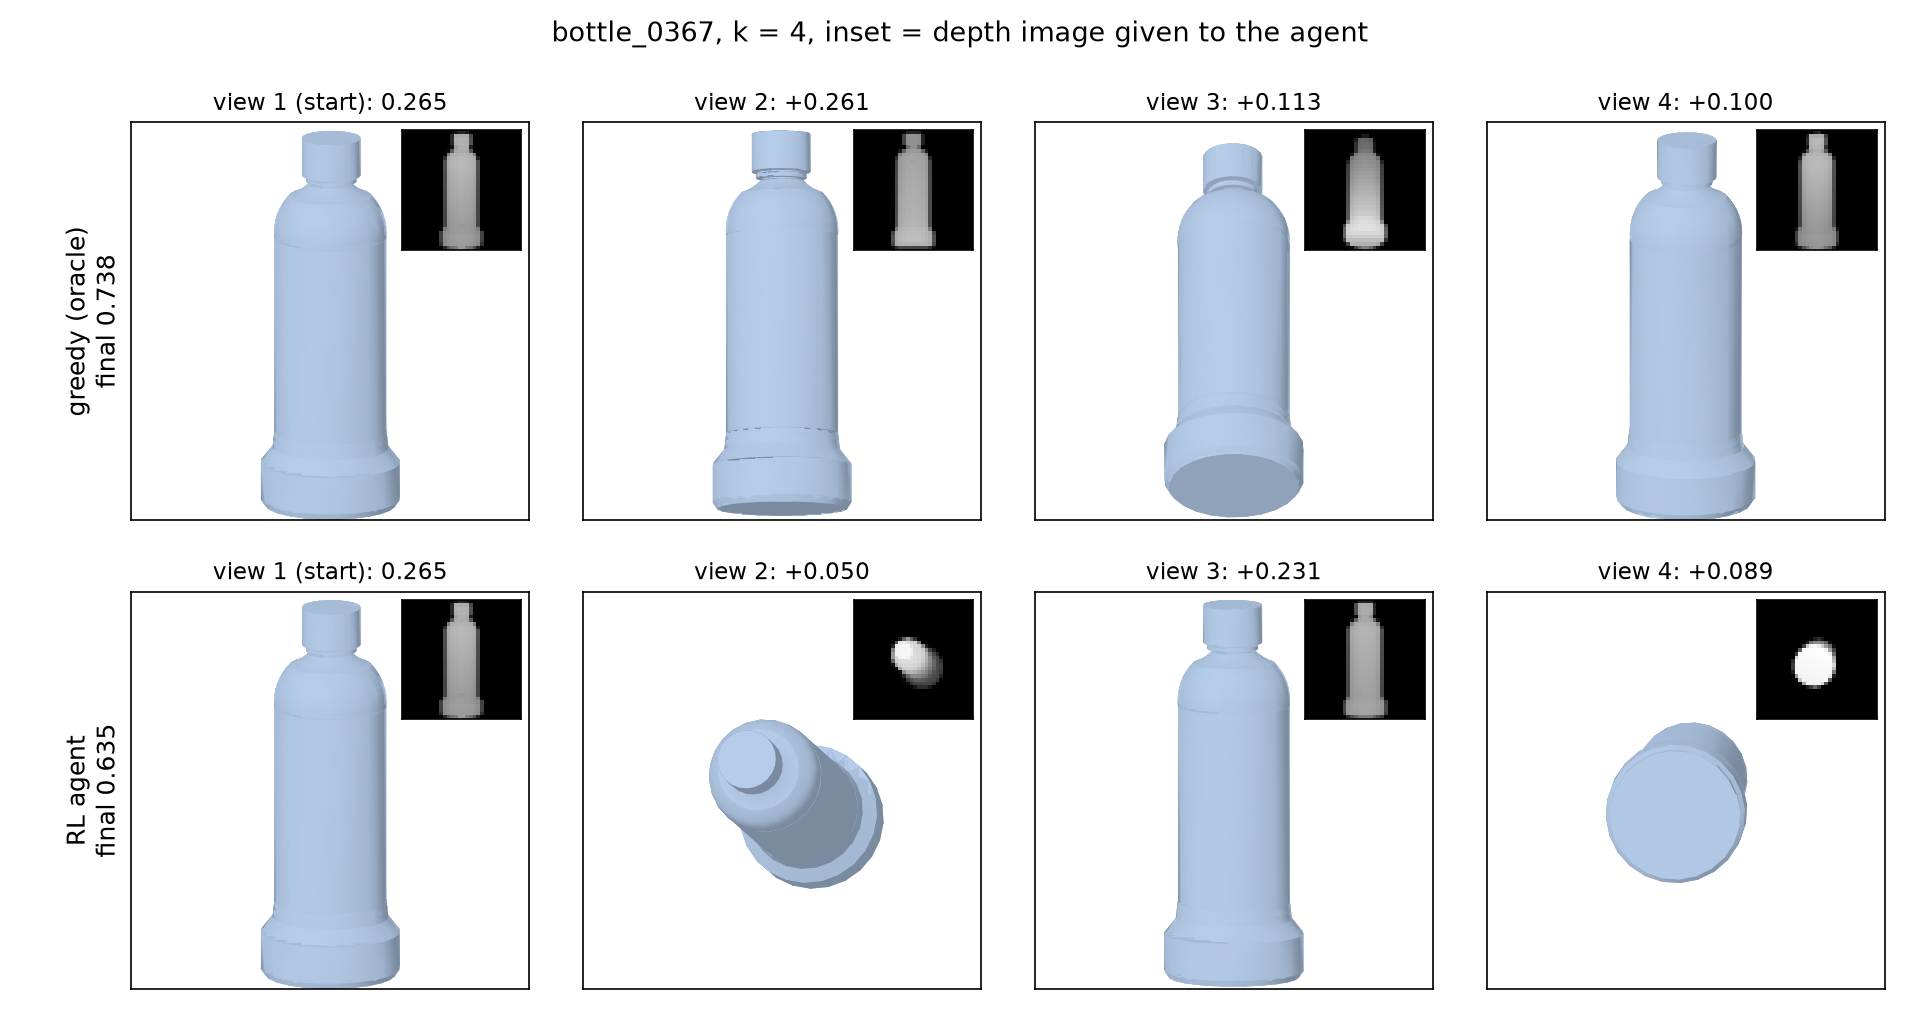 bottle_0367, k = 4, inset = depth image given to the agent
greedy (oracle)
final 0.738
view 1 (start): 0.265
view 2: +0.261
view 3: +0.113
view 4: +0.100
RL agent
final 0.635
view 1 (start): 0.265
view 2: +0.050
view 3: +0.231
view 4: +0.089